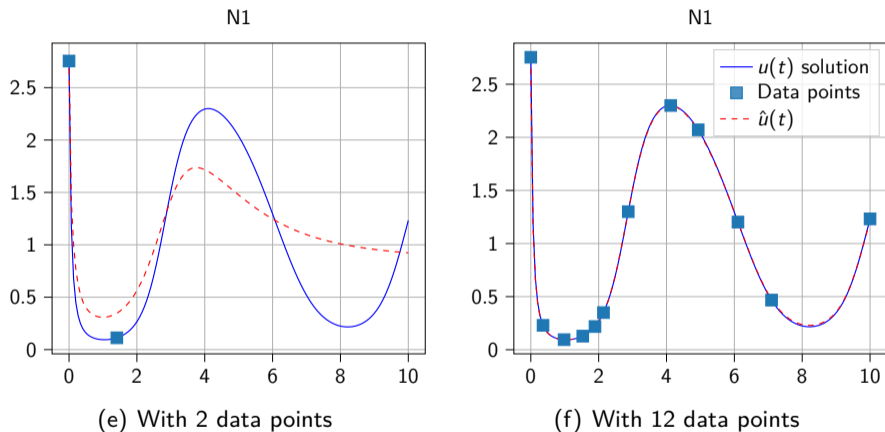 N1
2.5
2
1.5
1
0.5
0
0 2 4 6 8 10
(e) With 2 data points
N1
u(t) solution
Data points
û(t)
2.5
2
1.5
1
0.5
0
0 2 4 6 8 10
(f) With 12 data points